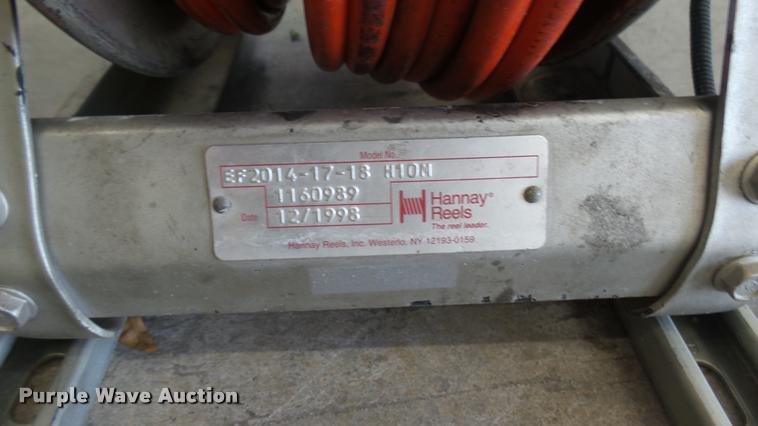 Model No.
EF2014-17-18 H10M
1160989
Date 12/1998
Hannay®
Reels
The reel leader.
Hannay Reels, Inc. Westerlo, NY 12193-0159
Purple Wave Auction